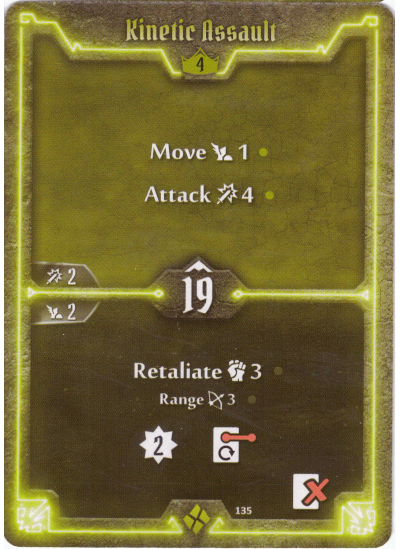 Kinetic Assault
4
Move 1
Attack 4
2
19
2
Retaliate 3
Range 3
2
135